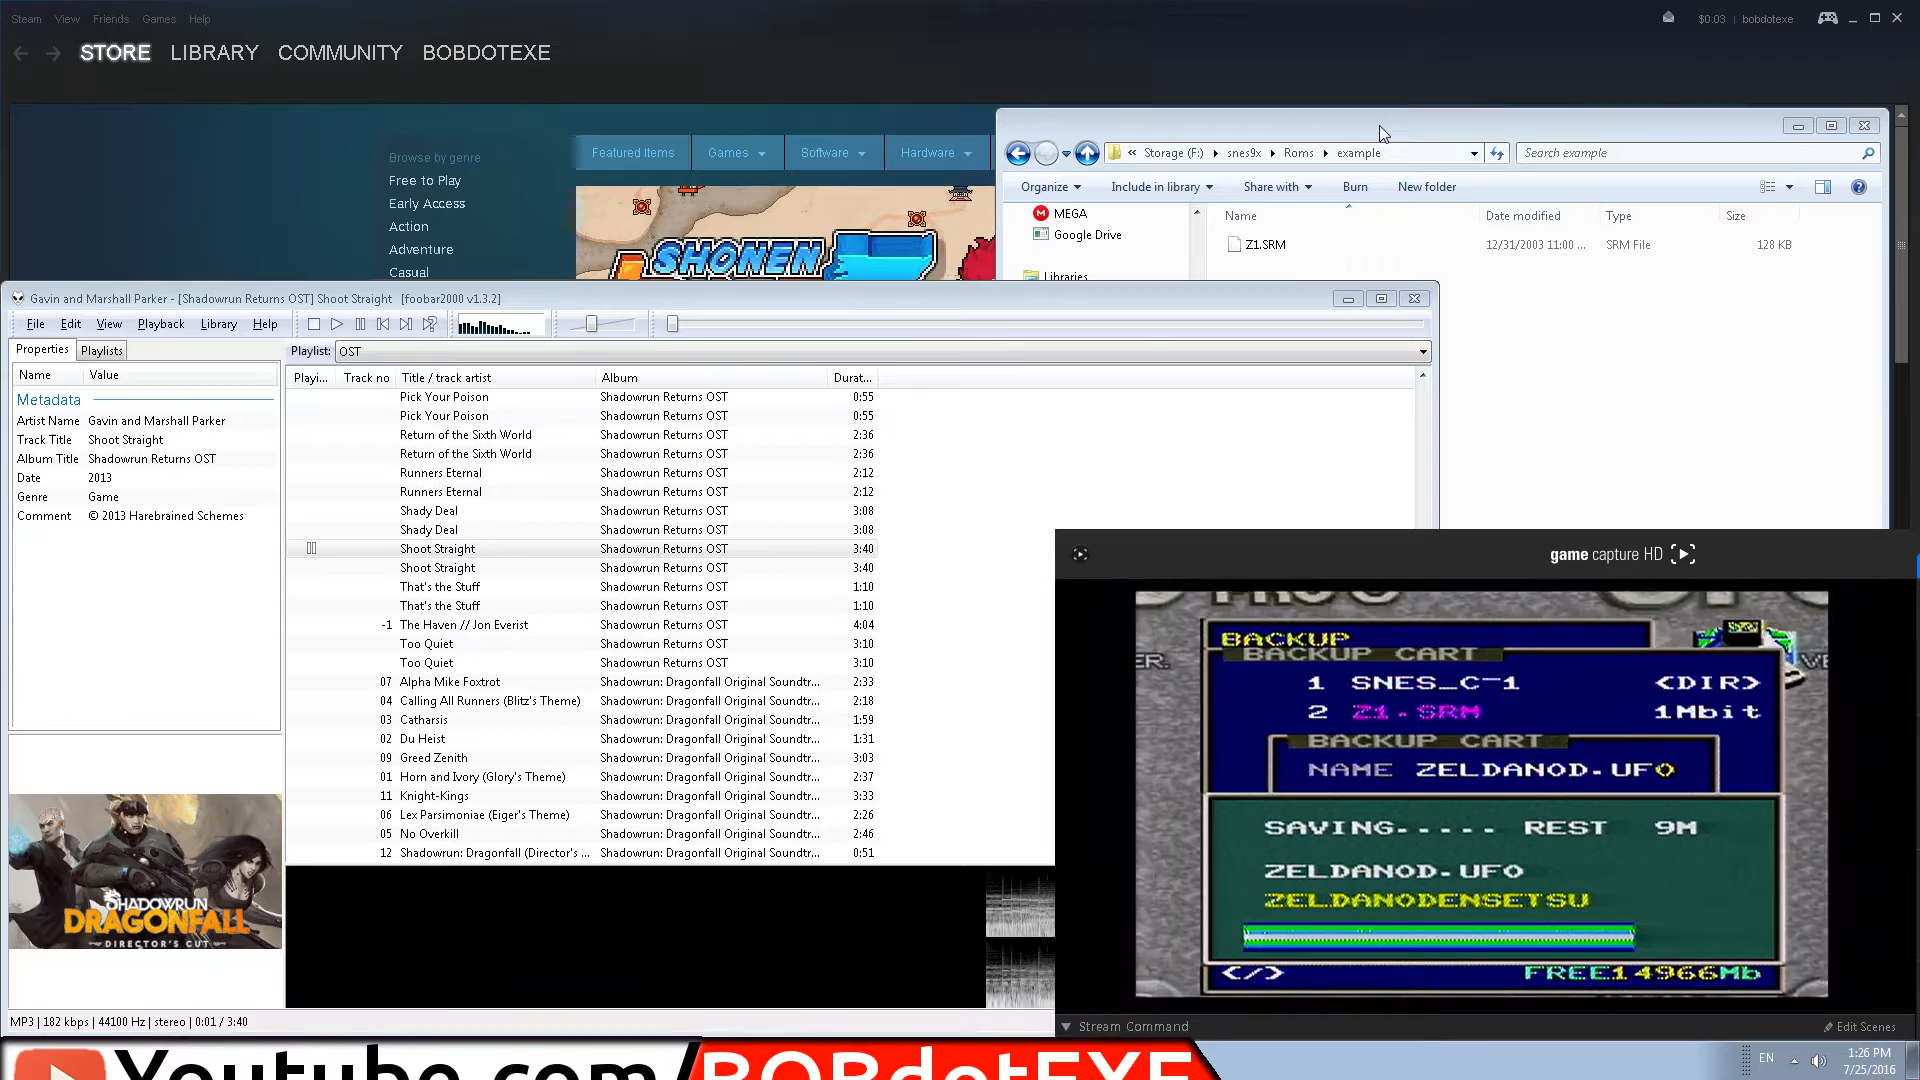 Steam View Friends Games Help
$0.03 | bobdotexe
STORE LIBRARY COMMUNITY BOBDOTEXE
Browse by genre
Free to Play
Early Access
Action
Adventure
Casual
Featured Items Games Software Hardware
SHONEN
Storage (F:) snes9x Roms example
Search example
Organize Include in library Share with Burn New folder
MEGA
Google Drive
Libraries
Name Date modified Type Size
Z1.SRM 12/31/2003 11:00 ... SRM File 128 KB
Gavin and Marshall Parker - [Shadowrun Returns OST] Shoot Straight [foobar2000 v1.3.2]
File Edit View Playback Library Help
Properties Playlists
Name Value
Metadata
Artist Name Gavin and Marshall Parker
Track Title Shoot Straight
Album Title Shadowrun Returns OST
Date 2013
Genre Game
Comment © 2013 Harebrained Schemes
Playlist: OST
Playi... Track no Title / track artist Album Durat...
Pick Your Poison Shadowrun Returns OST 0:55
Pick Your Poison Shadowrun Returns OST 0:55
Return of the Sixth World Shadowrun Returns OST 2:36
Return of the Sixth World Shadowrun Returns OST 2:36
Runners Eternal Shadowrun Returns OST 2:12
Runners Eternal Shadowrun Returns OST 2:12
Shady Deal Shadowrun Returns OST 3:08
Shady Deal Shadowrun Returns OST 3:08
Shoot Straight Shadowrun Returns OST 3:40
Shoot Straight Shadowrun Returns OST 3:40
That's the Stuff Shadowrun Returns OST 1:10
That's the Stuff Shadowrun Returns OST 1:10
-1 The Haven // Jon Everist Shadowrun Returns OST 4:04
Too Quiet Shadowrun Returns OST 3:10
Too Quiet Shadowrun Returns OST 3:10
07 Alpha Mike Foxtrot Shadowrun: Dragonfall Original Soundtr... 2:33
04 Calling All Runners (Blitz's Theme) Shadowrun: Dragonfall Original Soundtr... 2:18
03 Catharsis Shadowrun: Dragonfall Original Soundtr... 1:59
02 Du Heist Shadowrun: Dragonfall Original Soundtr... 1:31
09 Greed Zenith Shadowrun: Dragonfall Original Soundtr... 3:03
01 Horn and Ivory (Glory's Theme) Shadowrun: Dragonfall Original Soundtr... 2:37
11 Knight-Kings Shadowrun: Dragonfall Original Soundtr... 3:33
06 Lex Parsimoniae (Eiger's Theme) Shadowrun: Dragonfall Original Soundtr... 2:26
05 No Overkill Shadowrun: Dragonfall Original Soundtr... 2:46
12 Shadowrun: Dragonfall (Director's ... Shadowrun: Dragonfall Original Soundtr... 0:51
SHADOWRUN
DRAGONFALL
DIRECTOR'S CUT
MP3 | 182 kbps | 44100 Hz | stereo | 0:01 / 3:40
game capture HD
BACKUP
BACKUP CART
1 SNES_C~1 <DIR>
2 Z1.SRM 1Mbit
BACKUP CART
NAME ZELDANOD.UFO
SAVING..... REST 9M
ZELDANOD.UFO
ZELDANODENSETSU
</> FREE14966Mb
Stream Command Edit Scenes
Youtube.com/BOBdotEXE
EN
1:26 PM
7/25/2016